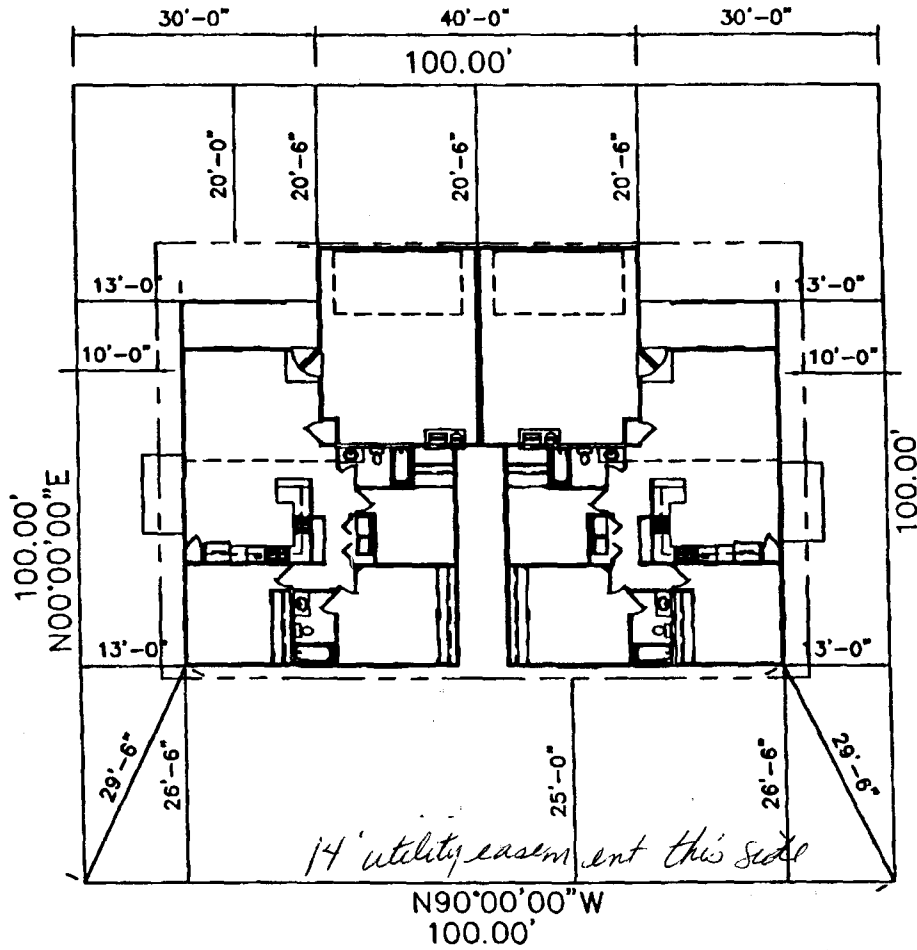 30'-0" 40'-0" 30'-0"
100.00'
20'-0" 20'-6" 20'-6" 20'-6"
13'-0" 3'-0"
10'-0" 10'-0"
100.00'
N00°00'00"E
100.00'
13'-0" 3'-0"
29'-6" 26'-6" 25'-0" 26'-6" 29'-6"
14' utility easement this side
N90°00'00"W
100.00'